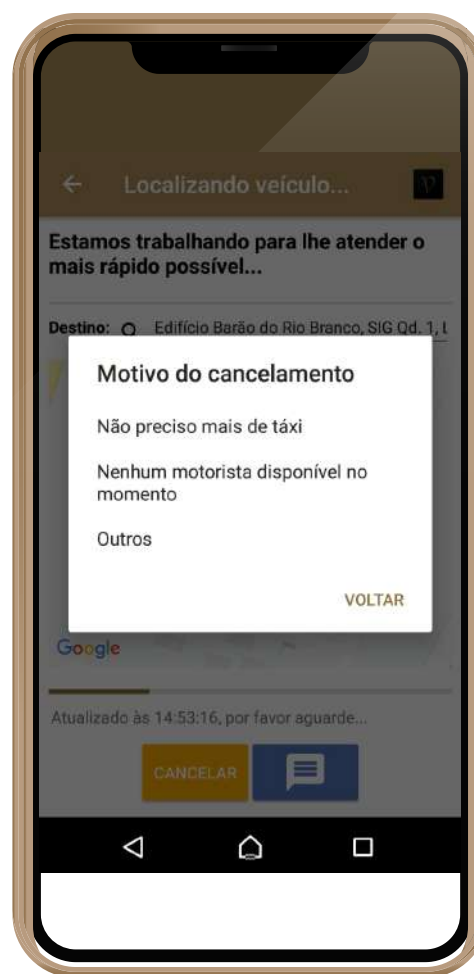 Localizando veículo...
Estamos trabalhando para lhe atender o
mais rápido possível...
Destino: Edifício Barão do Rio Branco, SIG Qd. 1, L
Motivo do cancelamento
Não preciso mais de táxi
Nenhum motorista disponível no
momento
Outros
VOLTAR
Google
Atualizado às 14:53:16, por favor aguarde...
CANCELAR